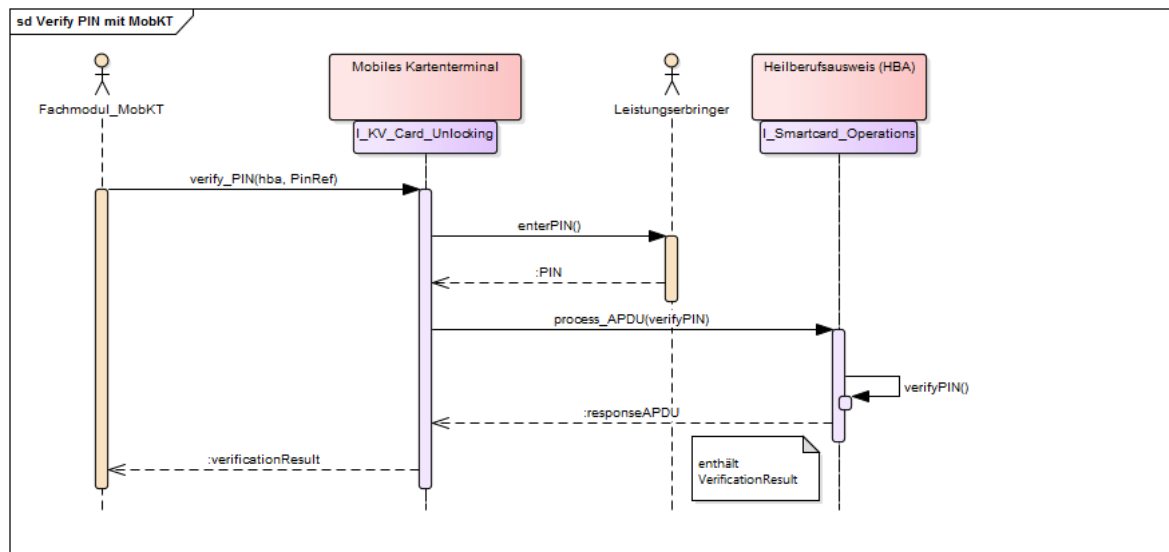 sd Verify PIN mit MobKT
Mobiles Kartenterminal
Heilberufsausweis (HBA)
Fachmodul_MobKT
Leistungserbringer
I_KV_Card_Unlocking
I_Smartcard_Operations
verify_PIN(hba, PinRef)
enterPIN()
:PIN
process_APDU(verifyPIN)
verifyPIN()
:responseAPDU
:verificationResult
enthält
VerificationResult